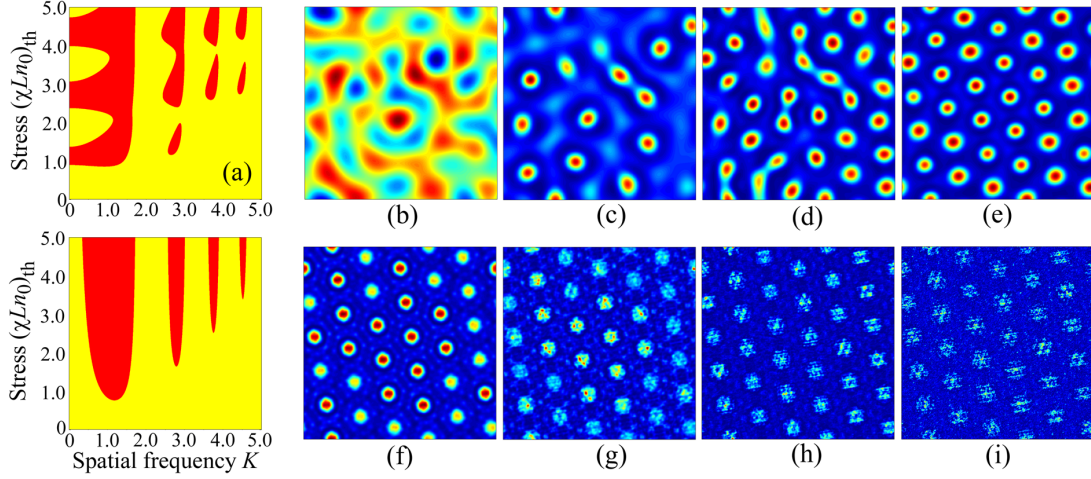 5.0
4.0
3.0
2.0
1.0
0
Stress (χLn₀)th
(a)
0 1.0 2.0 3.0 4.0 5.0
5.0
4.0
3.0
2.0
1.0
0
Stress (χLn₀)th
0 1.0 2.0 3.0 4.0 5.0
Spatial frequency K
(b) (c) (d) (e)
(f) (g) (h) (i)